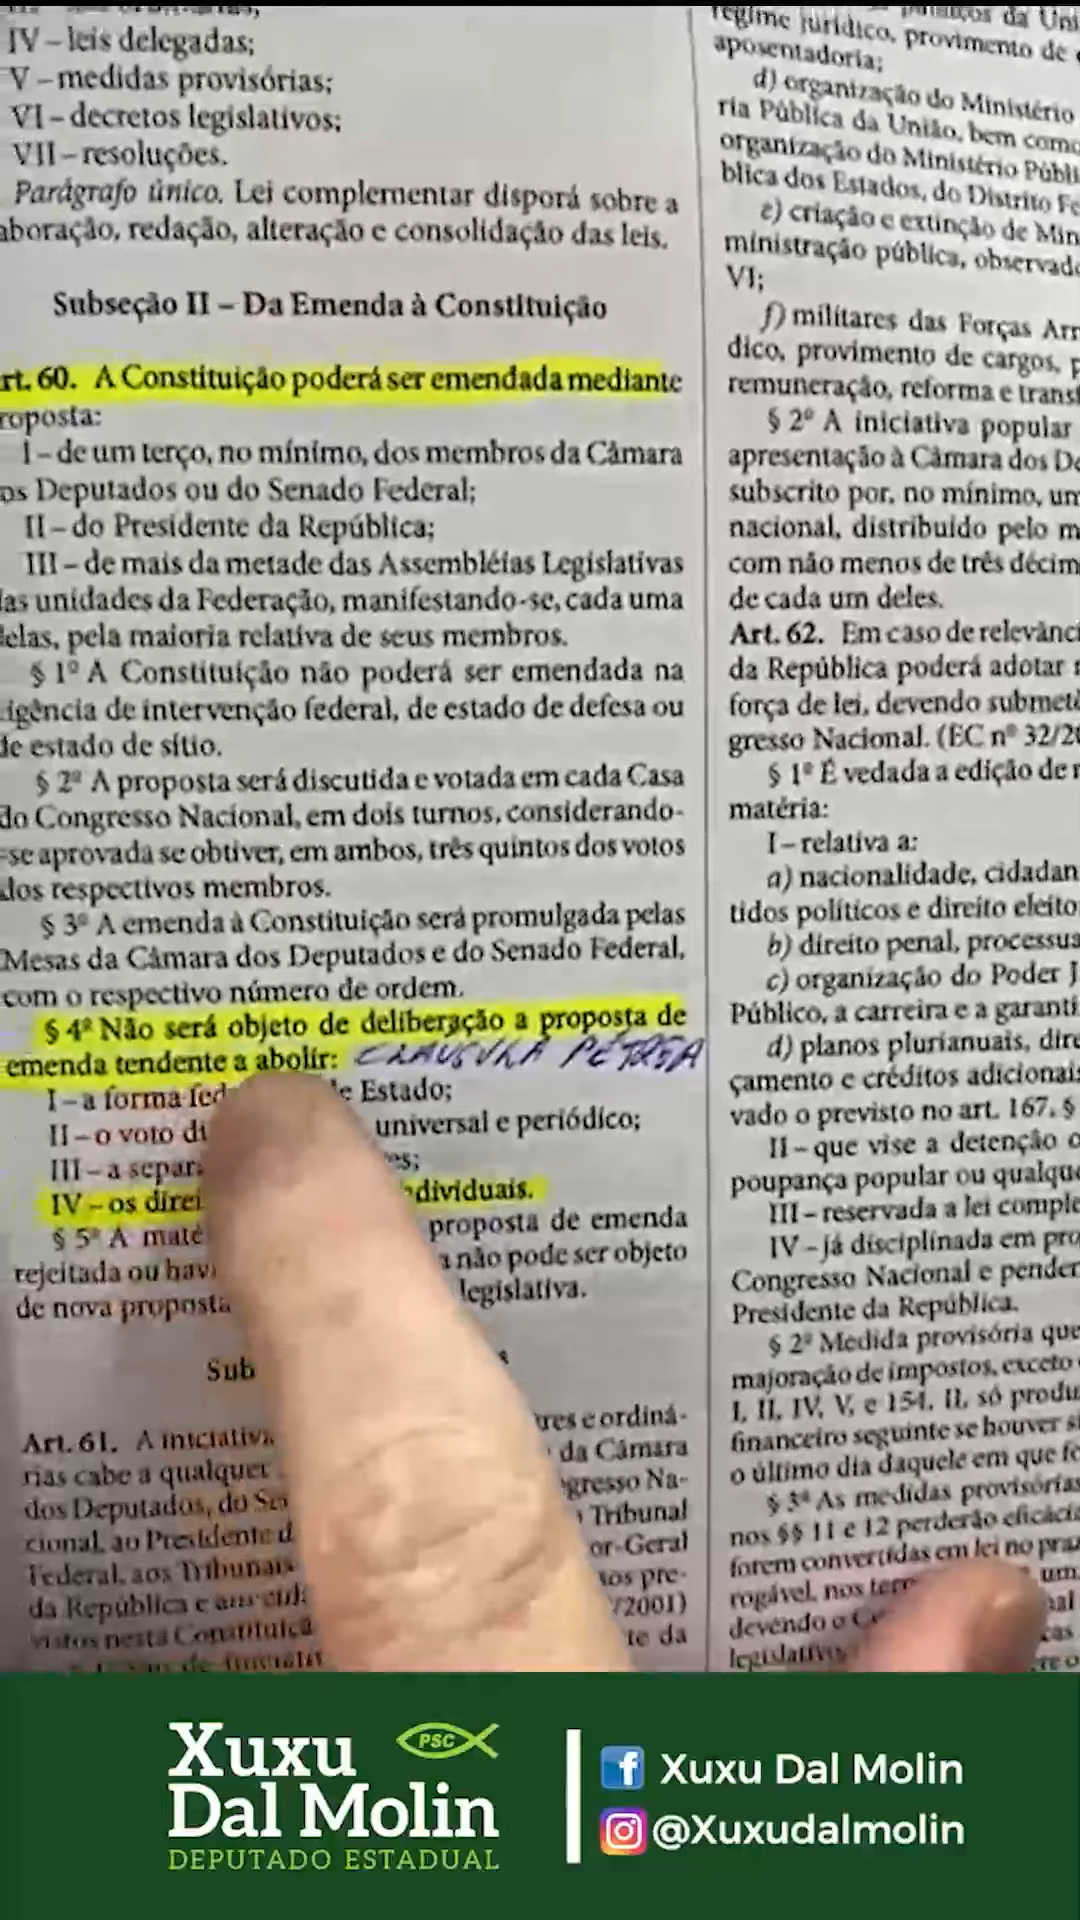 IV – leis delegadas;
V – medidas provisórias;
VI – decretos legislativos;
VII – resoluções.
Parágrafo único. Lei complementar disporá sobre a
aboração, redação, alteração e consolidação das leis.
Subseção II – Da Emenda à Constituição
rt. 60. A Constituição poderá ser emendada mediante
roposta:
I – de um terço, no mínimo, dos membros da Câmara
os Deputados ou do Senado Federal;
II – do Presidente da República;
III – de mais da metade das Assembléias Legislativas
las unidades da Federação, manifestando-se, cada uma
lelas, pela maioria relativa de seus membros.
§ 1º A Constituição não poderá ser emendada na
igência de intervenção federal, de estado de defesa ou
de estado de sítio.
§ 2º A proposta será discutida e votada em cada Casa
do Congresso Nacional, em dois turnos, considerando-
-se aprovada se obtiver, em ambos, três quintos dos votos
dos respectivos membros.
§ 3º A emenda à Constituição será promulgada pelas
Mesas da Câmara dos Deputados e do Senado Federal,
com o respectivo número de ordem.
§ 4º Não será objeto de deliberação a proposta de
emenda tendente a abolir: CLAUSULA PÉTREA
I – a forma fed e Estado;
II – o voto di universal e periódico;
III – a separa es;
IV – os direi dividuais.
§ 5º A maté proposta de emenda
rejeitada ou hav a não pode ser objeto
de nova proposta legislativa.
Sub s
Art. 61. A iniciativa res e ordiná-
rias cabe a qualquer da Câmara
dos Deputados, do Se gresso Na-
cional, ao Presidente d Tribunal
Federal, aos Tribunais or-Geral
da República e aos cid sos pre-
vistos nesta Constituiçã /2001)
te da
regime jurídico, provimento de
aposentadoria;
d) organização do Ministério
ria Pública da União, bem como
organização do Ministério Públi
blica dos Estados, do Distrito Fe
e) criação e extinção de Min
ministração pública, observado
VI;
f) militares das Forças Arm
dico, provimento de cargos, p
remuneração, reforma e transf
§ 2º A iniciativa popular
apresentação à Câmara dos De
subscrito por, no mínimo, um
nacional, distribuído pelo m
com não menos de três décim
de cada um deles.
Art. 62. Em caso de relevânci
da República poderá adotar m
força de lei, devendo submetê
gresso Nacional. (EC nº 32/20
§ 1º É vedada a edição de m
matéria:
I – relativa a:
a) nacionalidade, cidadan
tidos políticos e direito eleito
b) direito penal, processua
c) organização do Poder J
Público, a carreira e a garanti
d) planos plurianuais, dire
çamento e créditos adicionais
vado o previsto no art. 167, §
II – que vise a detenção o
poupança popular ou qualque
III – reservada a lei comple
IV – já disciplinada em pro
Congresso Nacional e penden
Presidente da República.
§ 2º Medida provisória que
majoração de impostos, exceto
I, II, IV, V, e 154, II, só produ
financeiro seguinte se houver si
o último dia daquele em que fo
§ 3º As medidas provisórias
nos §§ 11 e 12 perderão eficácia
forem convertidas em lei no praz
rogável, nos ter um
devendo o C
legislativo
Xuxu
Dal Molin
PSC
DEPUTADO ESTADUAL
Xuxu Dal Molin
@Xuxudalmolin